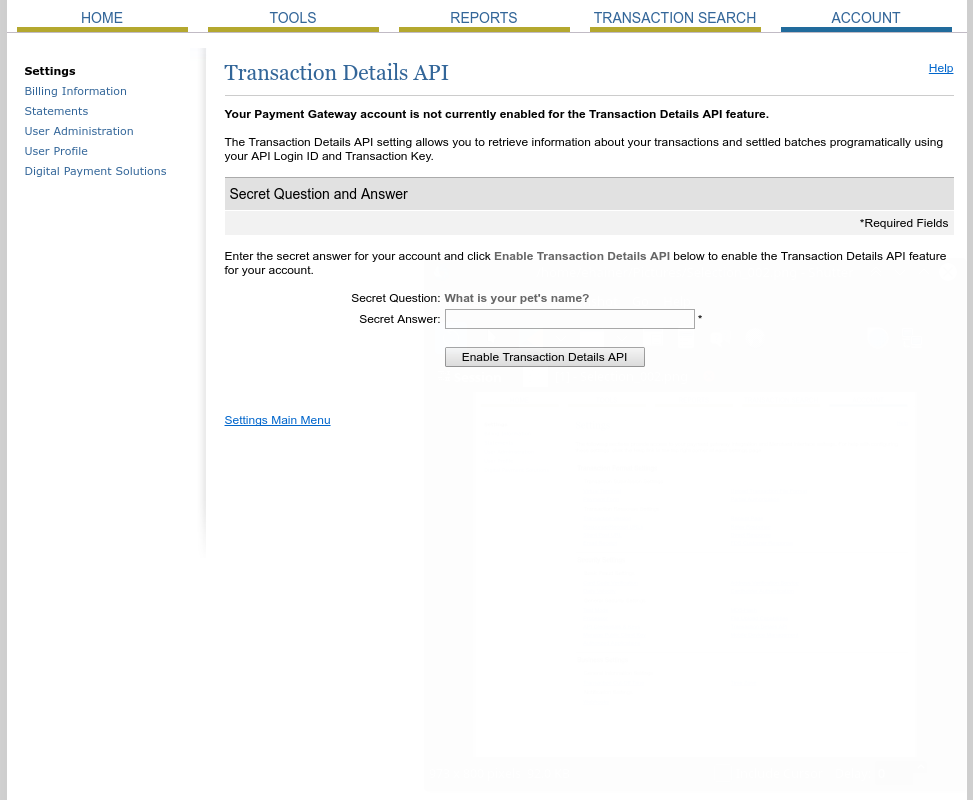 HOME TOOLS REPORTS TRANSACTION SEARCH ACCOUNT
Settings
Billing Information
Statements
User Administration
User Profile
Digital Payment Solutions
Transaction Details API
Help
Your Payment Gateway account is not currently enabled for the Transaction Details API feature.
The Transaction Details API setting allows you to retrieve information about your transactions and settled batches programatically using
your API Login ID and Transaction Key.
Secret Question and Answer
*Required Fields
Enter the secret answer for your account and click Enable Transaction Details API below to enable the Transaction Details API feature
for your account.
Secret Question: What is your pet's name?
Secret Answer: *
Enable Transaction Details API
Settings Main Menu